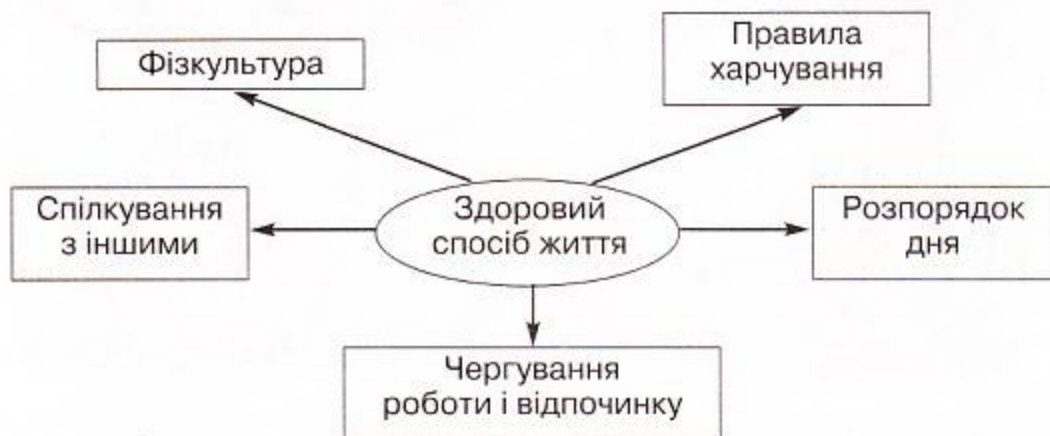 Фізкультура
Правила
харчування
Спілкування
з іншими
Здоровий
спосіб життя
Розпорядок
дня
Чергування
роботи і відпочинку